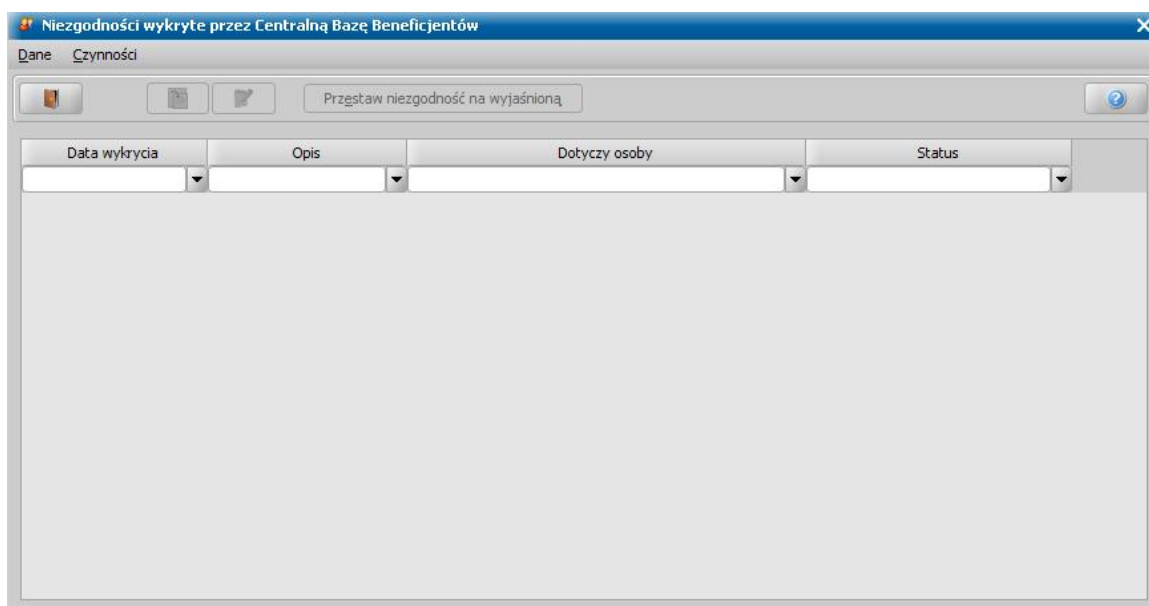 Niezgodności wykryte przez Centralną Bazę Beneficjentów
Dane Czynności
Przestaw niezgodność na wyjaśnioną
Data wykrycia Opis Dotyczy osoby Status